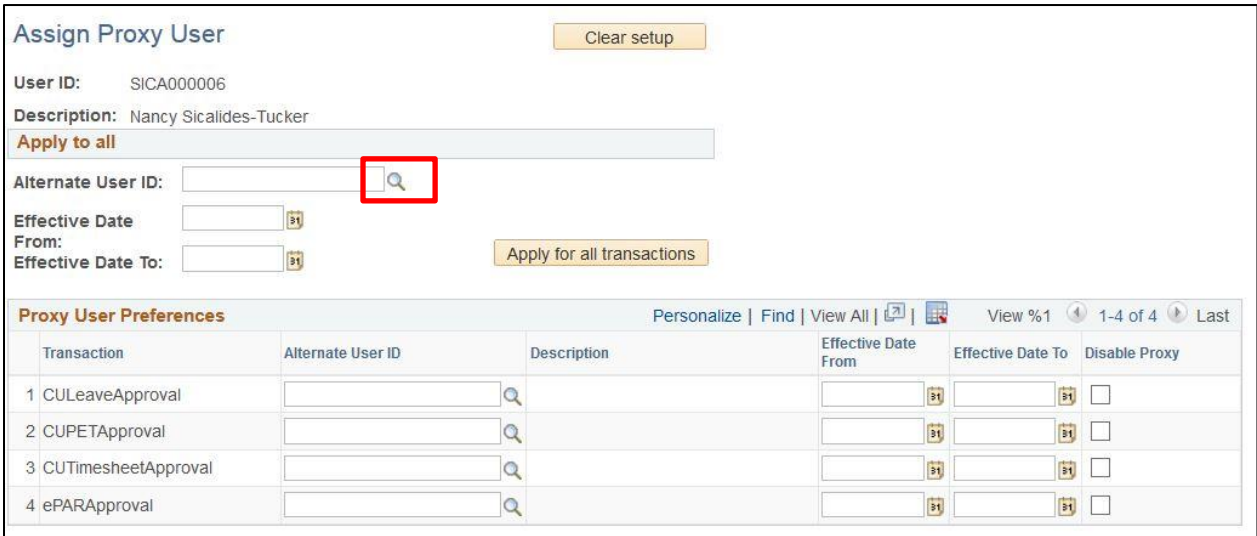 Assign Proxy User
Clear setup
User ID: SICA000006
Description: Nancy Sicalides-Tucker
Apply to all
Alternate User ID:
Effective Date
From:
Effective Date To:
Apply for all transactions
Proxy User Preferences Personalize | Find | View All | | View %1 1-4 of 4 Last
Transaction Alternate User ID Description Effective Date From Effective Date To Disable Proxy
1 CULeaveApproval
2 CUPETApproval
3 CUTimesheetApproval
4 ePARApproval